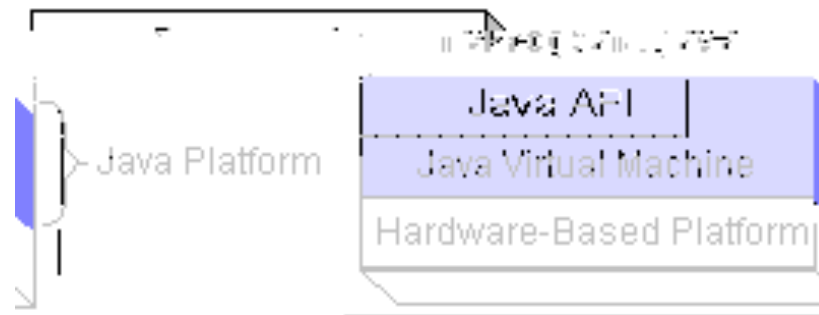 Java API
Java Platform
Java Virtual Machine
Hardware-Based Platform